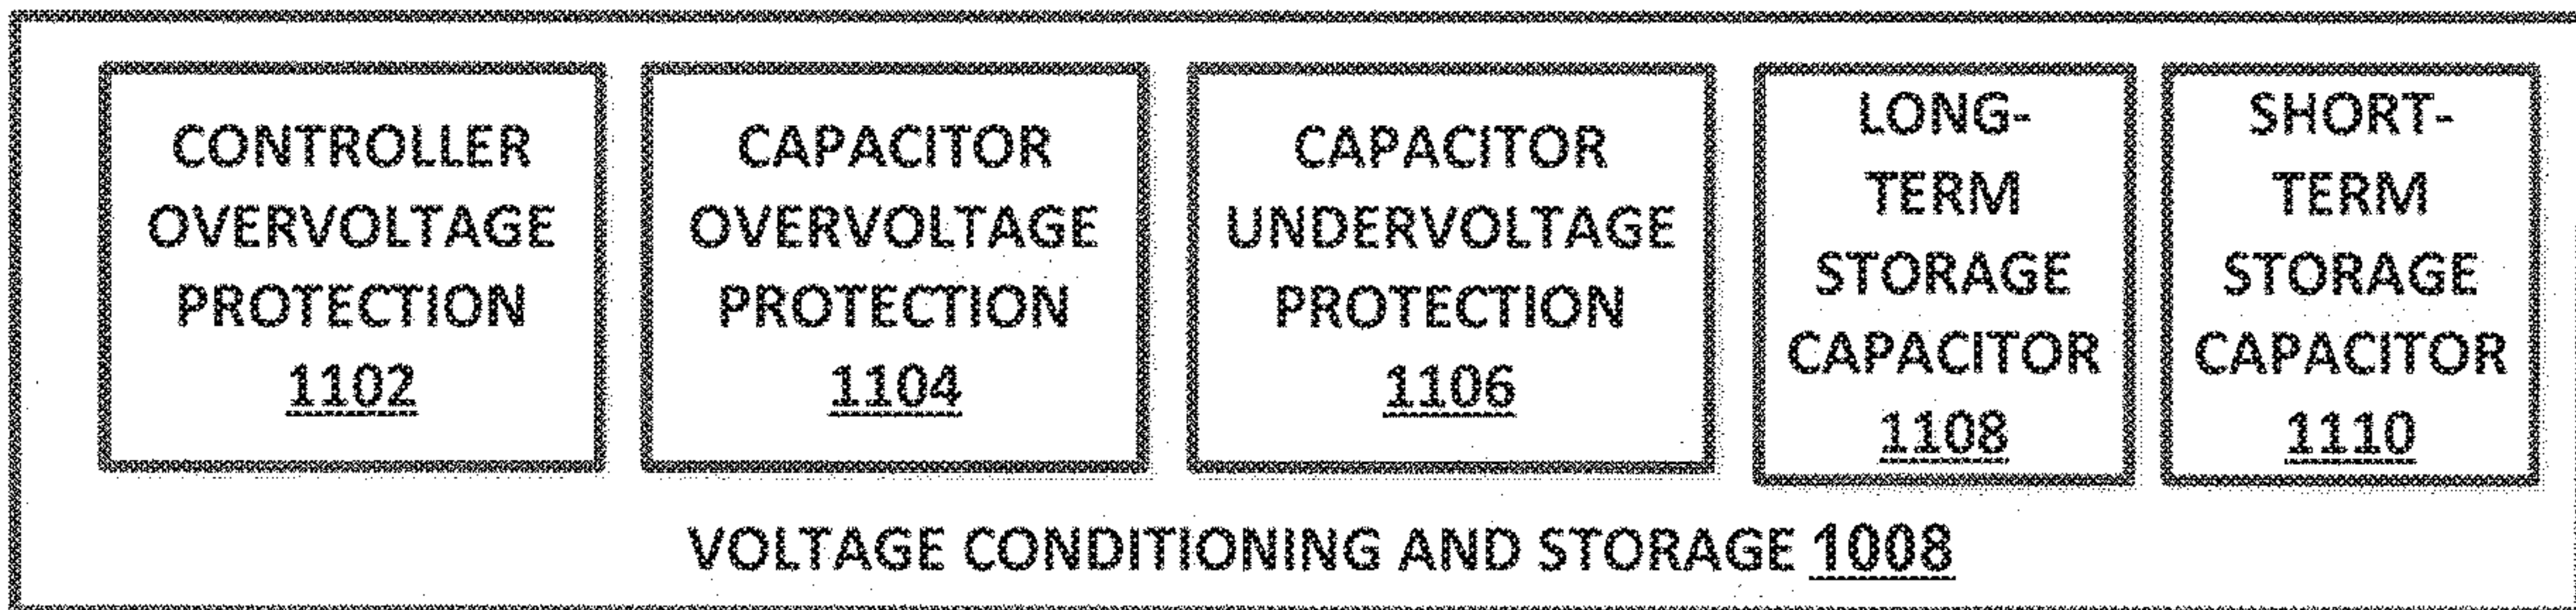 CONTROLLER
OVERVOLTAGE
PROTECTION
1102
CAPACITOR
OVERVOLTAGE
PROTECTION
1104
CAPACITOR
UNDERVOLTAGE
PROTECTION
1106
LONG-
TERM
STORAGE
CAPACITOR
1108
SHORT-
TERM
STORAGE
CAPACITOR
1110
VOLTAGE CONDITIONING AND STORAGE 1008